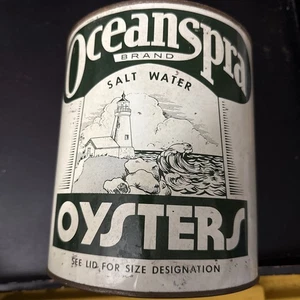 Oceanspra
BRAND
SALT WATER
OYSTERS
SEE LID FOR SIZE DESIGNATION